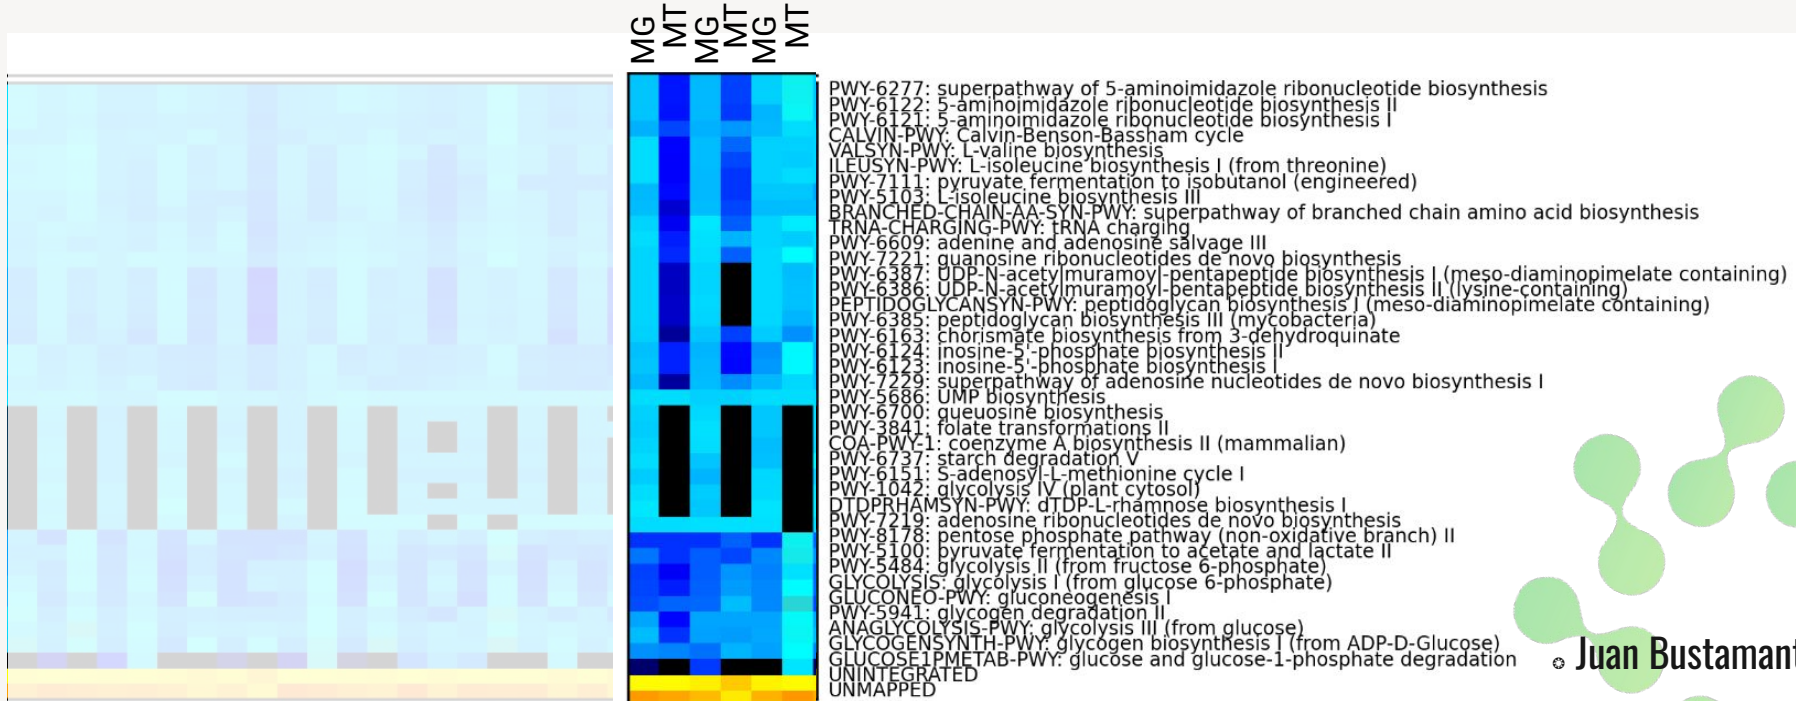 MG MT MG MT MG MT
PWY-6277: superpathway of 5-aminoimidazole ribonucleotide biosynthesis
PWY-6122: 5-aminoimidazole ribonucleotide biosynthesis II
PWY-6121: 5-aminoimidazole ribonucleotide biosynthesis I
CALVIN-PWY: Calvin-Benson-Bassham cycle
VALSYN-PWY: L-valine biosynthesis
ILEUSYN-PWY: L-isoleucine biosynthesis I (from threonine)
PWY-7111: pyruvate fermentation to isobutanol (engineered)
PWY-5103: L-isoleucine biosynthesis III
BRANCHED-CHAIN-AA-SYN-PWY: superpathway of branched chain amino acid biosynthesis
TRNA-CHARGING-PWY: tRNA charging
PWY-6609: adenine and adenosine salvage III
PWY-7221: guanosine ribonucleotides de novo biosynthesis
PWY-6387: UDP-N-acetylmuramoyl-pentapeptide biosynthesis I (meso-diaminopimelate containing)
PWY-6386: UDP-N-acetylmuramoyl-pentapeptide biosynthesis II (lysine-containing)
PEPTIDOGLYCANSYN-PWY: peptidoglycan biosynthesis I (meso-diaminopimelate containing)
PWY-6385: peptidoglycan biosynthesis III (mycobacteria)
PWY-6163: chorismate biosynthesis from 3-dehydroquinate
PWY-6124: inosine-5'-phosphate biosynthesis II
PWY-6123: inosine-5'-phosphate biosynthesis I
PWY-7229: superpathway of adenosine nucleotides de novo biosynthesis I
PWY-5686: UMP biosynthesis
PWY-6700: queuosine biosynthesis
PWY-3841: folate transformations II
COA-PWY-1: coenzyme A biosynthesis II (mammalian)
PWY-6737: starch degradation V
PWY-6151: S-adenosyl-L-methionine cycle I
PWY-1042: glycolysis IV (plant cytosol)
DTDPRHAMSYN-PWY: dTDP-L-rhamnose biosynthesis I
PWY-7219: adenosine ribonucleotides de novo biosynthesis
PWY-8178: pentose phosphate pathway (non-oxidative branch) II
PWY-5100: pyruvate fermentation to acetate and lactate II
PWY-5484: glycolysis II (from fructose 6-phosphate)
GLYCOLYSIS: glycolysis I (from glucose 6-phosphate)
GLUCONEO-PWY: gluconeogenesis I
PWY-5941: glycogen degradation II
ANAGLYCOLYSIS-PWY: glycolysis III (from glucose)
GLYCOGENSYNTH-PWY: glycogen biosynthesis I (from ADP-D-Glucose)
GLUCOSE1PMETAB-PWY: glucose and glucose-1-phosphate degradation
UNINTEGRATED
UNMAPPED
Juan Bustamant